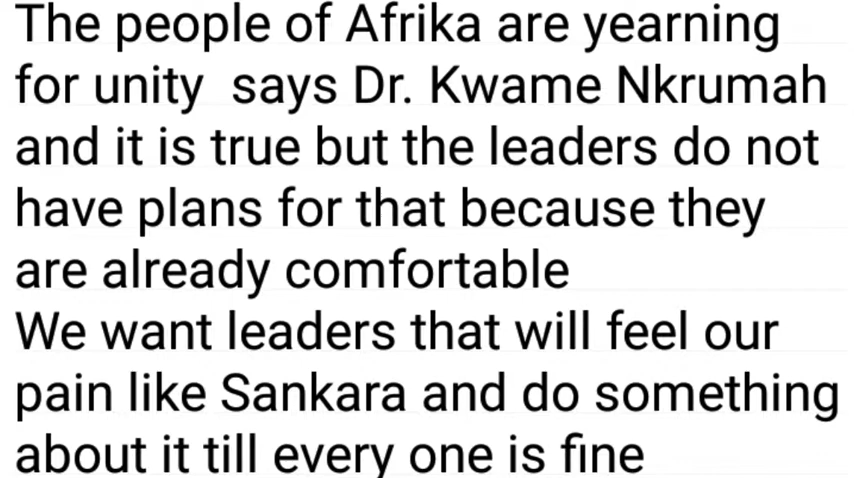 The people of Afrika are yearning
for unity  says Dr. Kwame Nkrumah
and it is true but the leaders do not
have plans for that because they
are already comfortable
We want leaders that will feel our
pain like Sankara and do something
about it till every one is fine